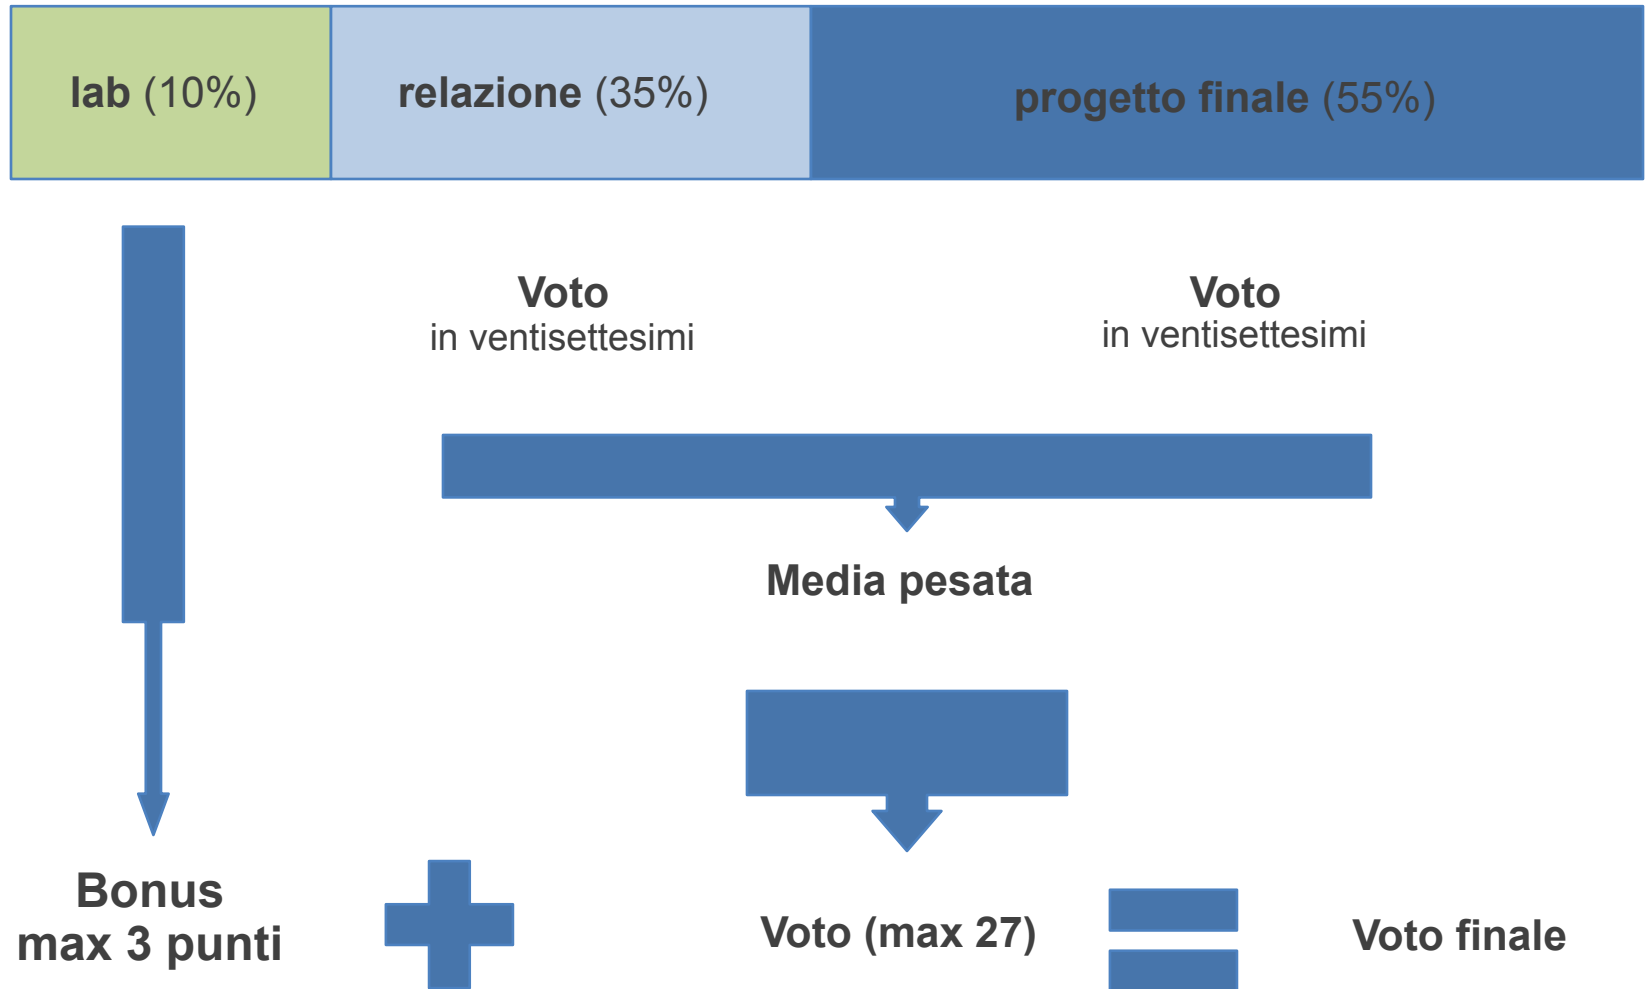 lab (10%)
relazione (35%)
progetto finale (55%)
Voto
in ventisettesimi
Voto
in ventisettesimi
Media pesata
Bonus
max 3 punti
Voto (max 27)
Voto finale